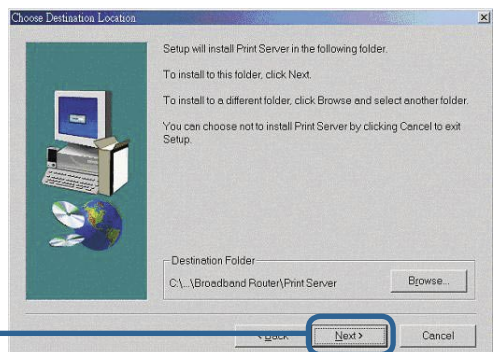 Choose Destination Location
Setup will install Print Server in the following folder.
To install to this folder, click Next.
To install to a different folder, click Browse and select another folder.
You can choose not to install Print Server by clicking Cancel to exit
Setup.
Destination Folder
C:\...\Broadband Router\Print Server
Browse...
< Back
Next >
Cancel